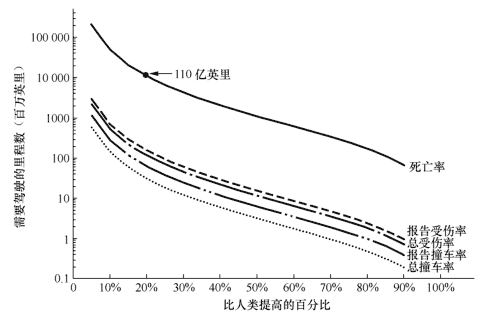 需要驾驶的里程数（百万英里）
100 000
10 000
1000
100
10
1
0.1
110 亿英里
死亡率
报告受伤率
总受伤率
报告撞车率
总撞车率
0 10% 20% 30% 40% 50% 60% 70% 80% 90% 100%
比人类提高的百分比